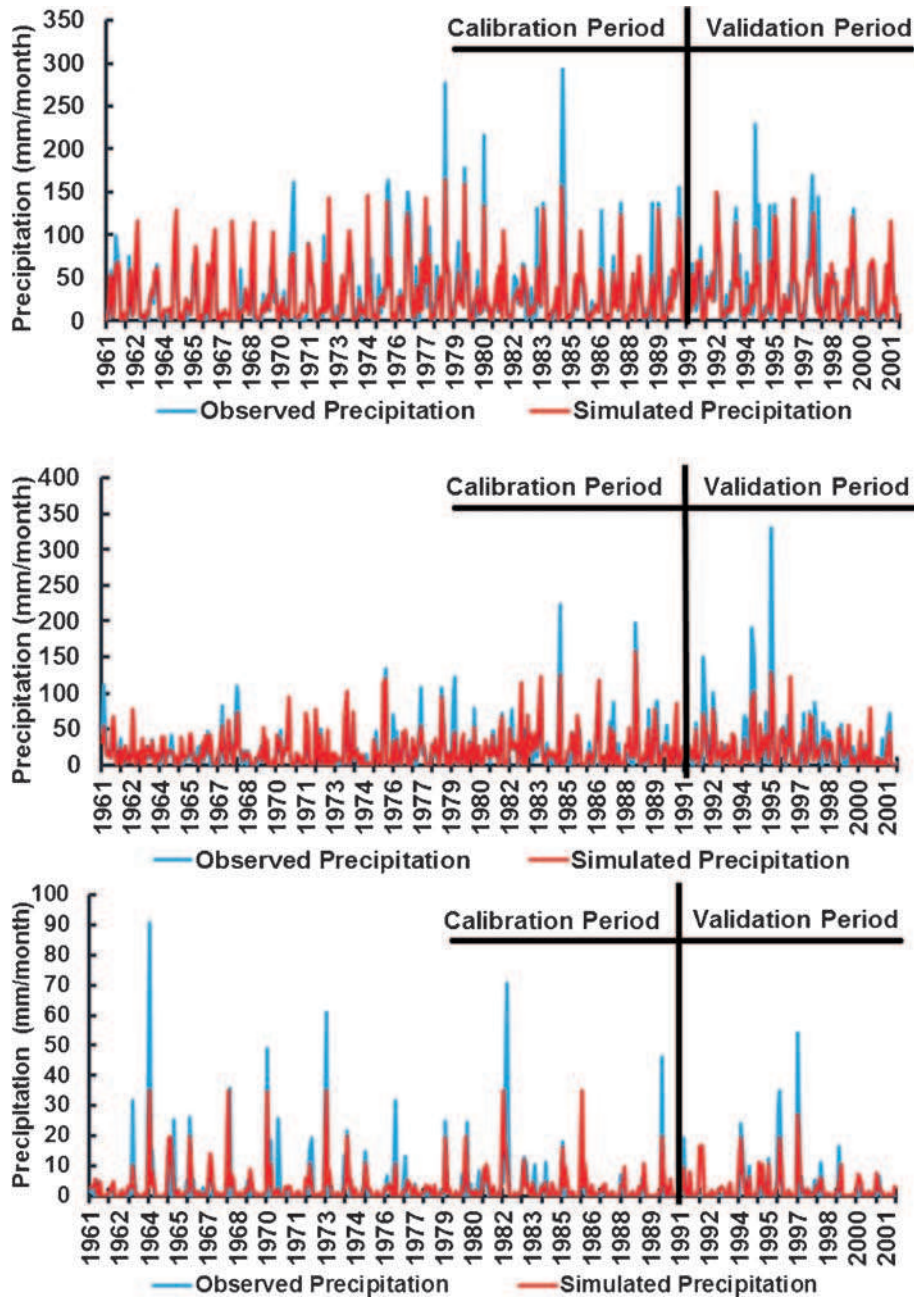 350
300
250
200
150
100
50
0
Precipitation (mm/month)
Calibration Period
Validation Period
1961 1962 1964 1965 1967 1968 1970 1971 1973 1974 1976 1977 1979 1980 1982 1983 1985 1986 1988 1989 1991 1992 1994 1995 1997 1998 2000 2001
Observed Precipitation
Simulated Precipitation
400
350
300
250
200
150
100
50
0
Precipitation (mm/month)
Calibration Period
Validation Period
1961 1962 1964 1965 1967 1968 1970 1971 1973 1974 1976 1977 1979 1980 1982 1983 1985 1986 1988 1989 1991 1992 1994 1995 1997 1998 2000 2001
Observed Precipitation
Simulated Precipitation
100
90
80
70
60
50
40
30
20
10
0
Precipitation (mm/month)
Calibration Period
Validation Period
1961 1962 1964 1965 1967 1968 1970 1971 1973 1974 1976 1977 1979 1980 1982 1983 1985 1986 1988 1989 1991 1992 1994 1995 1997 1998 2000 2001
Observed Precipitation
Simulated Precipitation